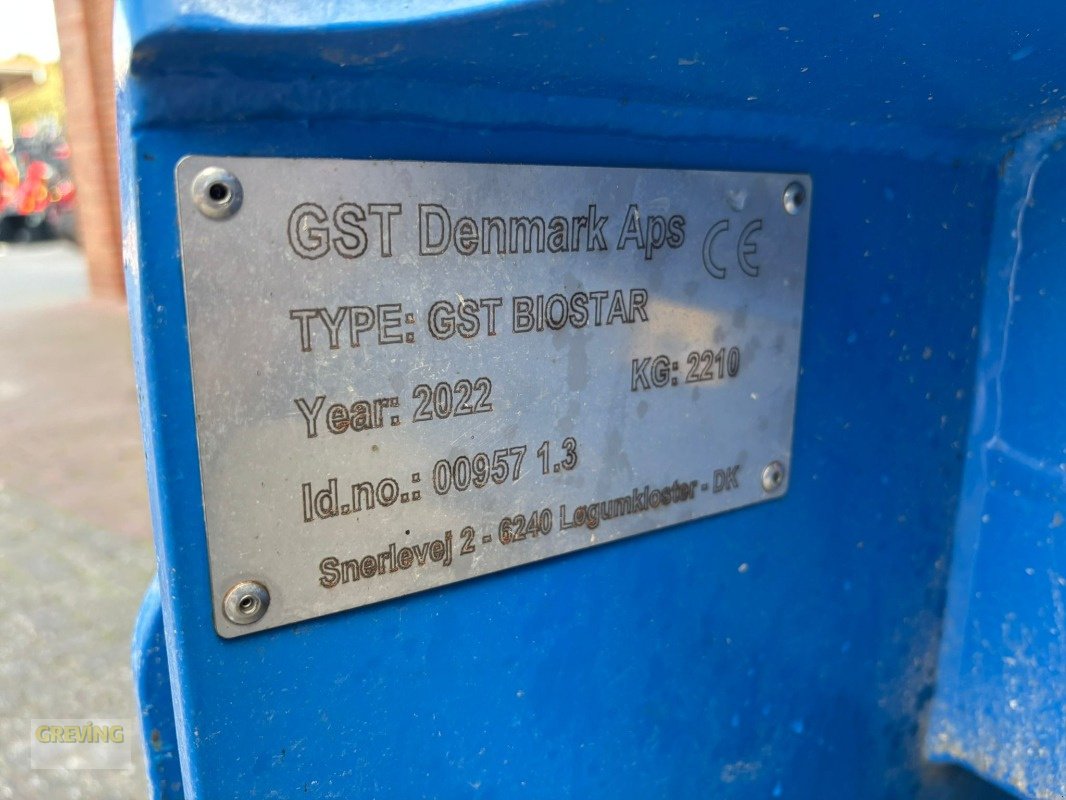 GST Denmark Aps CE
TYPE: GST BIOSTAR
Year: 2022 KG: 2210
Id.no.: 00957 1.3
Snerlevej 2 - 6240 Løgumkloster - DK
GREVING